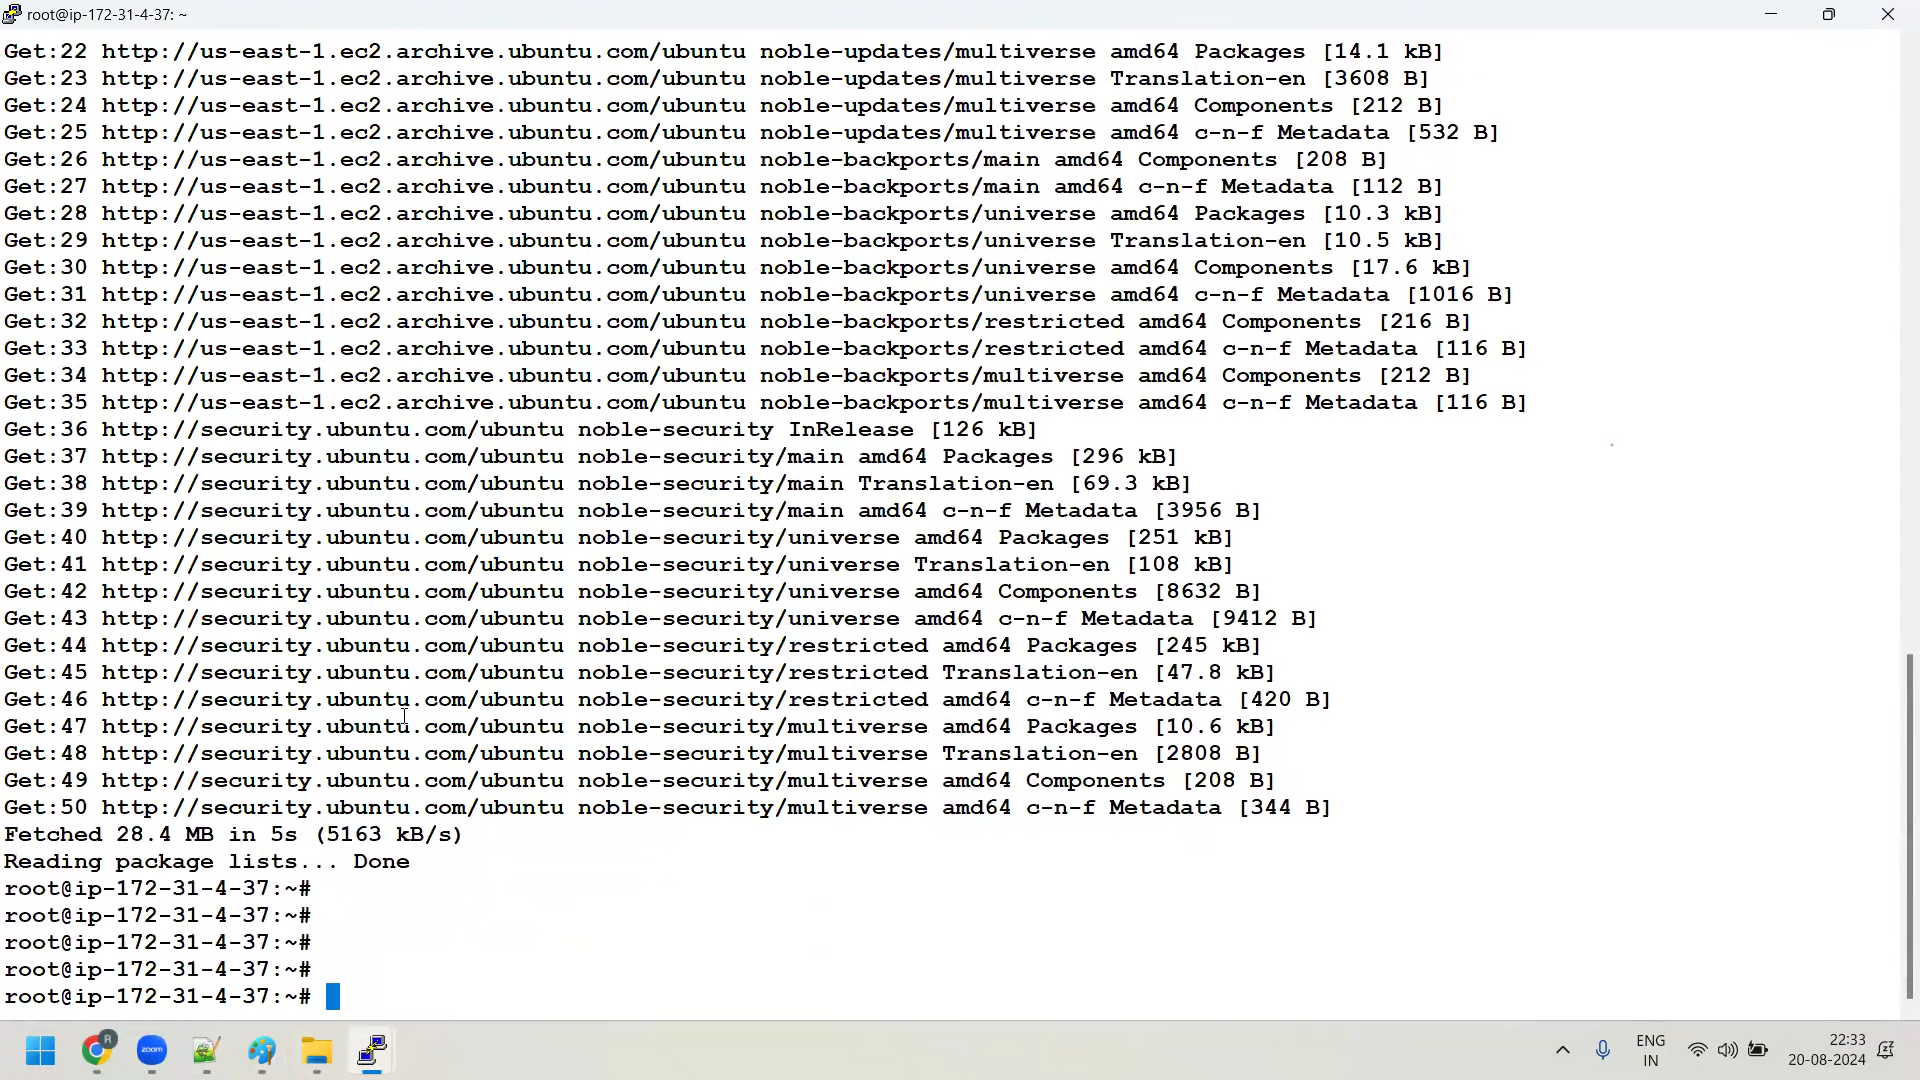 root@ip-172-31-4-37: ~
Get:22 http://us-east-1.ec2.archive.ubuntu.com/ubuntu noble-updates/multiverse amd64 Packages [14.1 kB]
Get:23 http://us-east-1.ec2.archive.ubuntu.com/ubuntu noble-updates/multiverse Translation-en [3608 B]
Get:24 http://us-east-1.ec2.archive.ubuntu.com/ubuntu noble-updates/multiverse amd64 Components [212 B]
Get:25 http://us-east-1.ec2.archive.ubuntu.com/ubuntu noble-updates/multiverse amd64 c-n-f Metadata [532 B]
Get:26 http://us-east-1.ec2.archive.ubuntu.com/ubuntu noble-backports/main amd64 Components [208 B]
Get:27 http://us-east-1.ec2.archive.ubuntu.com/ubuntu noble-backports/main amd64 c-n-f Metadata [112 B]
Get:28 http://us-east-1.ec2.archive.ubuntu.com/ubuntu noble-backports/universe amd64 Packages [10.3 kB]
Get:29 http://us-east-1.ec2.archive.ubuntu.com/ubuntu noble-backports/universe Translation-en [10.5 kB]
Get:30 http://us-east-1.ec2.archive.ubuntu.com/ubuntu noble-backports/universe amd64 Components [17.6 kB]
Get:31 http://us-east-1.ec2.archive.ubuntu.com/ubuntu noble-backports/universe amd64 c-n-f Metadata [1016 B]
Get:32 http://us-east-1.ec2.archive.ubuntu.com/ubuntu noble-backports/restricted amd64 Components [216 B]
Get:33 http://us-east-1.ec2.archive.ubuntu.com/ubuntu noble-backports/restricted amd64 c-n-f Metadata [116 B]
Get:34 http://us-east-1.ec2.archive.ubuntu.com/ubuntu noble-backports/multiverse amd64 Components [212 B]
Get:35 http://us-east-1.ec2.archive.ubuntu.com/ubuntu noble-backports/multiverse amd64 c-n-f Metadata [116 B]
Get:36 http://security.ubuntu.com/ubuntu noble-security InRelease [126 kB]
Get:37 http://security.ubuntu.com/ubuntu noble-security/main amd64 Packages [296 kB]
Get:38 http://security.ubuntu.com/ubuntu noble-security/main Translation-en [69.3 kB]
Get:39 http://security.ubuntu.com/ubuntu noble-security/main amd64 c-n-f Metadata [3956 B]
Get:40 http://security.ubuntu.com/ubuntu noble-security/universe amd64 Packages [251 kB]
Get:41 http://security.ubuntu.com/ubuntu noble-security/universe Translation-en [108 kB]
Get:42 http://security.ubuntu.com/ubuntu noble-security/universe amd64 Components [8632 B]
Get:43 http://security.ubuntu.com/ubuntu noble-security/universe amd64 c-n-f Metadata [9412 B]
Get:44 http://security.ubuntu.com/ubuntu noble-security/restricted amd64 Packages [245 kB]
Get:45 http://security.ubuntu.com/ubuntu noble-security/restricted Translation-en [47.8 kB]
Get:46 http://security.ubuntu.com/ubuntu noble-security/restricted amd64 c-n-f Metadata [420 B]
Get:47 http://security.ubuntu.com/ubuntu noble-security/multiverse amd64 Packages [10.6 kB]
Get:48 http://security.ubuntu.com/ubuntu noble-security/multiverse Translation-en [2808 B]
Get:49 http://security.ubuntu.com/ubuntu noble-security/multiverse amd64 Components [208 B]
Get:50 http://security.ubuntu.com/ubuntu noble-security/multiverse amd64 c-n-f Metadata [344 B]
Fetched 28.4 MB in 5s (5163 kB/s)
Reading package lists... Done
root@ip-172-31-4-37:~#
root@ip-172-31-4-37:~#
root@ip-172-31-4-37:~#
root@ip-172-31-4-37:~#
root@ip-172-31-4-37:~#
R
zoom
ENG
IN
22:33
20-08-2024